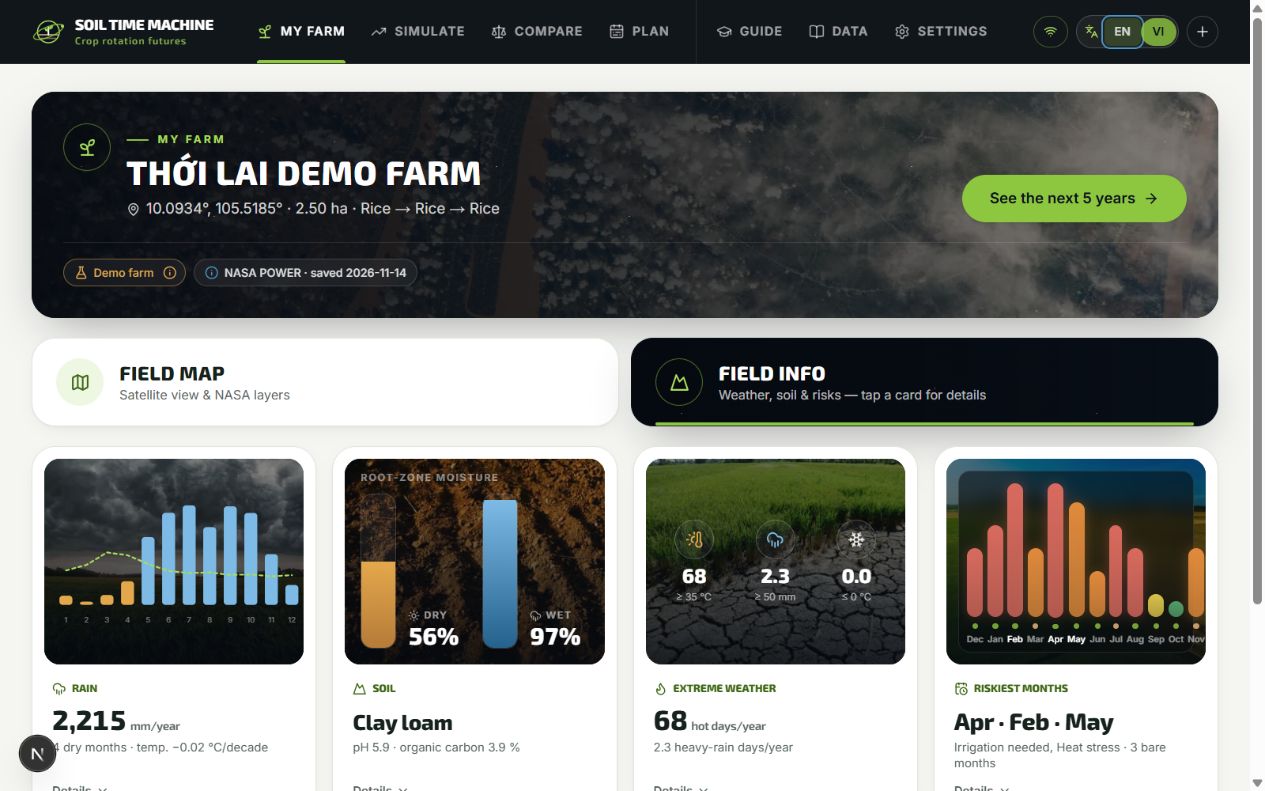 SOIL TIME MACHINE
Crop rotation futures
MY FARM
SIMULATE
COMPARE
PLAN
GUIDE
DATA
SETTINGS
EN
VI
MY FARM
THỚI LAI DEMO FARM
10.0934°, 105.5185° · 2.50 ha · Rice → Rice → Rice
See the next 5 years →
Demo farm
NASA POWER · saved 2026-11-14
FIELD MAP
Satellite view & NASA layers
FIELD INFO
Weather, soil & risks — tap a card for details
1 2 3 4 5 6 7 8 9 10 11 12
RAIN
2,215 mm/year
4 dry months · temp. −0.02 °C/decade
Details
ROOT-ZONE MOISTURE
DRY
56%
WET
97%
SOIL
Clay loam
pH 5.9 · organic carbon 3.9 %
Details
68 2.3 0.0
≥ 35 °C ≥ 50 mm ≤ 0 °C
EXTREME WEATHER
68 hot days/year
2.3 heavy-rain days/year
Details
Dec Jan Feb Mar Apr May Jun Jul Aug Sep Oct Nov
RISKIEST MONTHS
Apr · Feb · May
Irrigation needed, Heat stress · 3 bare
months
Details
N